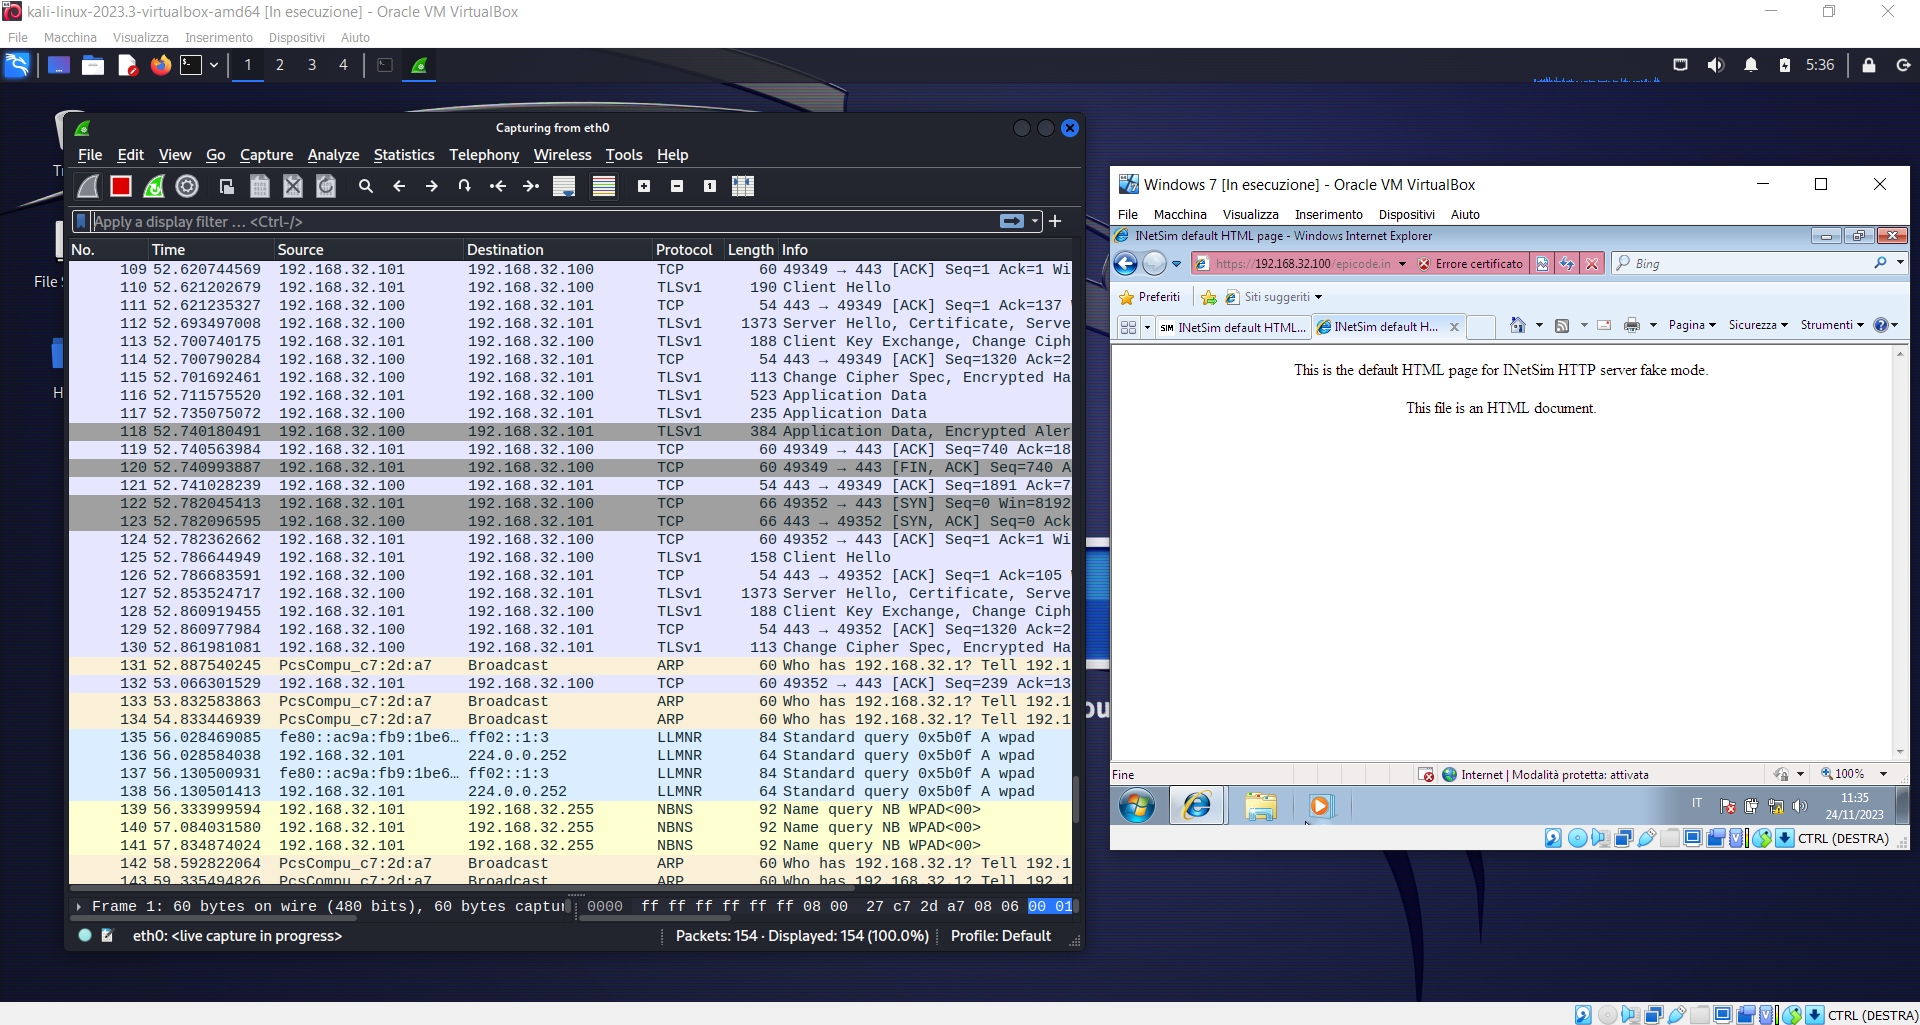 kali-linux-2023.3-virtualbox-amd64 [In esecuzione] - Oracle VM VirtualBox
File Macchina Visualizza Inserimento Dispositivi Aiuto
1 2 3 4 5:36
Capturing from eth0
File Edit View Go Capture Analyze Statistics Telephony Wireless Tools Help
Apply a display filter … <Ctrl-/>
No. Time Source Destination Protocol Length Info
109 52.620744569 192.168.32.101 192.168.32.100 TCP 60 49349 → 443 [ACK] Seq=1 Ack=1 Wi
110 52.621202679 192.168.32.101 192.168.32.100 TLSv1 190 Client Hello
111 52.621235327 192.168.32.100 192.168.32.101 TCP 54 443 → 49349 [ACK] Seq=1 Ack=137
112 52.693497008 192.168.32.100 192.168.32.101 TLSv1 1373 Server Hello, Certificate, Serve
113 52.700740175 192.168.32.101 192.168.32.100 TLSv1 188 Client Key Exchange, Change Ciph
114 52.700790284 192.168.32.100 192.168.32.101 TCP 54 443 → 49349 [ACK] Seq=1320 Ack=2
115 52.701692461 192.168.32.100 192.168.32.101 TLSv1 113 Change Cipher Spec, Encrypted Ha
116 52.711575520 192.168.32.101 192.168.32.100 TLSv1 523 Application Data
117 52.735075072 192.168.32.100 192.168.32.101 TLSv1 235 Application Data
118 52.740180491 192.168.32.100 192.168.32.101 TLSv1 384 Application Data, Encrypted Aler
119 52.740563984 192.168.32.101 192.168.32.100 TCP 60 49349 → 443 [ACK] Seq=740 Ack=18
120 52.740993887 192.168.32.101 192.168.32.100 TCP 60 49349 → 443 [FIN, ACK] Seq=740 A
121 52.741028239 192.168.32.100 192.168.32.101 TCP 54 443 → 49349 [ACK] Seq=1891 Ack=7
122 52.782045413 192.168.32.101 192.168.32.100 TCP 66 49352 → 443 [SYN] Seq=0 Win=8192
123 52.782096595 192.168.32.100 192.168.32.101 TCP 66 443 → 49352 [SYN, ACK] Seq=0 Ack
124 52.782362662 192.168.32.101 192.168.32.100 TCP 60 49352 → 443 [ACK] Seq=1 Ack=1 Wi
125 52.786644949 192.168.32.101 192.168.32.100 TLSv1 158 Client Hello
126 52.786683591 192.168.32.100 192.168.32.101 TCP 54 443 → 49352 [ACK] Seq=1 Ack=105
127 52.853524717 192.168.32.100 192.168.32.101 TLSv1 1373 Server Hello, Certificate, Serve
128 52.860919455 192.168.32.101 192.168.32.100 TLSv1 188 Client Key Exchange, Change Ciph
129 52.860977984 192.168.32.100 192.168.32.101 TCP 54 443 → 49352 [ACK] Seq=1320 Ack=2
130 52.861981081 192.168.32.100 192.168.32.101 TLSv1 113 Change Cipher Spec, Encrypted Ha
131 52.887540245 PcsCompu_c7:2d:a7 Broadcast ARP 60 Who has 192.168.32.1? Tell 192.1
132 53.066301529 192.168.32.101 192.168.32.100 TCP 60 49352 → 443 [ACK] Seq=239 Ack=13
133 53.832583863 PcsCompu_c7:2d:a7 Broadcast ARP 60 Who has 192.168.32.1? Tell 192.1
134 54.833446939 PcsCompu_c7:2d:a7 Broadcast ARP 60 Who has 192.168.32.1? Tell 192.1
135 56.028469085 fe80::ac9a:fb9:1be6… ff02::1:3 LLMNR 84 Standard query 0x5b0f A wpad
136 56.028584038 192.168.32.101 224.0.0.252 LLMNR 64 Standard query 0x5b0f A wpad
137 56.130500931 fe80::ac9a:fb9:1be6… ff02::1:3 LLMNR 84 Standard query 0x5b0f A wpad
138 56.130501413 192.168.32.101 224.0.0.252 LLMNR 64 Standard query 0x5b0f A wpad
139 56.333999594 192.168.32.101 192.168.32.255 NBNS 92 Name query NB WPAD<00>
140 57.084031580 192.168.32.101 192.168.32.255 NBNS 92 Name query NB WPAD<00>
141 57.834874024 192.168.32.101 192.168.32.255 NBNS 92 Name query NB WPAD<00>
142 58.592822064 PcsCompu_c7:2d:a7 Broadcast ARP 60 Who has 192.168.32.1? Tell 192.1
143 59.335494826 PcsCompu_c7:2d:a7 Broadcast ARP 60 Who has 192.168.32.1? Tell 192.1
Frame 1: 60 bytes on wire (480 bits), 60 bytes captur
0000 ff ff ff ff ff ff 08 00 27 c7 2d a7 08 06 00 01
eth0: <live capture in progress> Packets: 154 · Displayed: 154 (100.0%) Profile: Default
Windows 7 [In esecuzione] - Oracle VM VirtualBox
File Macchina Visualizza Inserimento Dispositivi Aiuto
INetSim default HTML page - Windows Internet Explorer
https://192.168.32.100/epicode.in Errore certificato Bing
Preferiti Siti suggeriti
SIM INetSim default HTML... INetSim default H... Pagina Sicurezza Strumenti
This is the default HTML page for INetSim HTTP server fake mode.
This file is an HTML document.
Fine Internet | Modalità protetta: attivata 100%
IT 11:35
24/11/2023
CTRL (DESTRA)
Tr
File S
H
ou
CTRL (DESTRA)